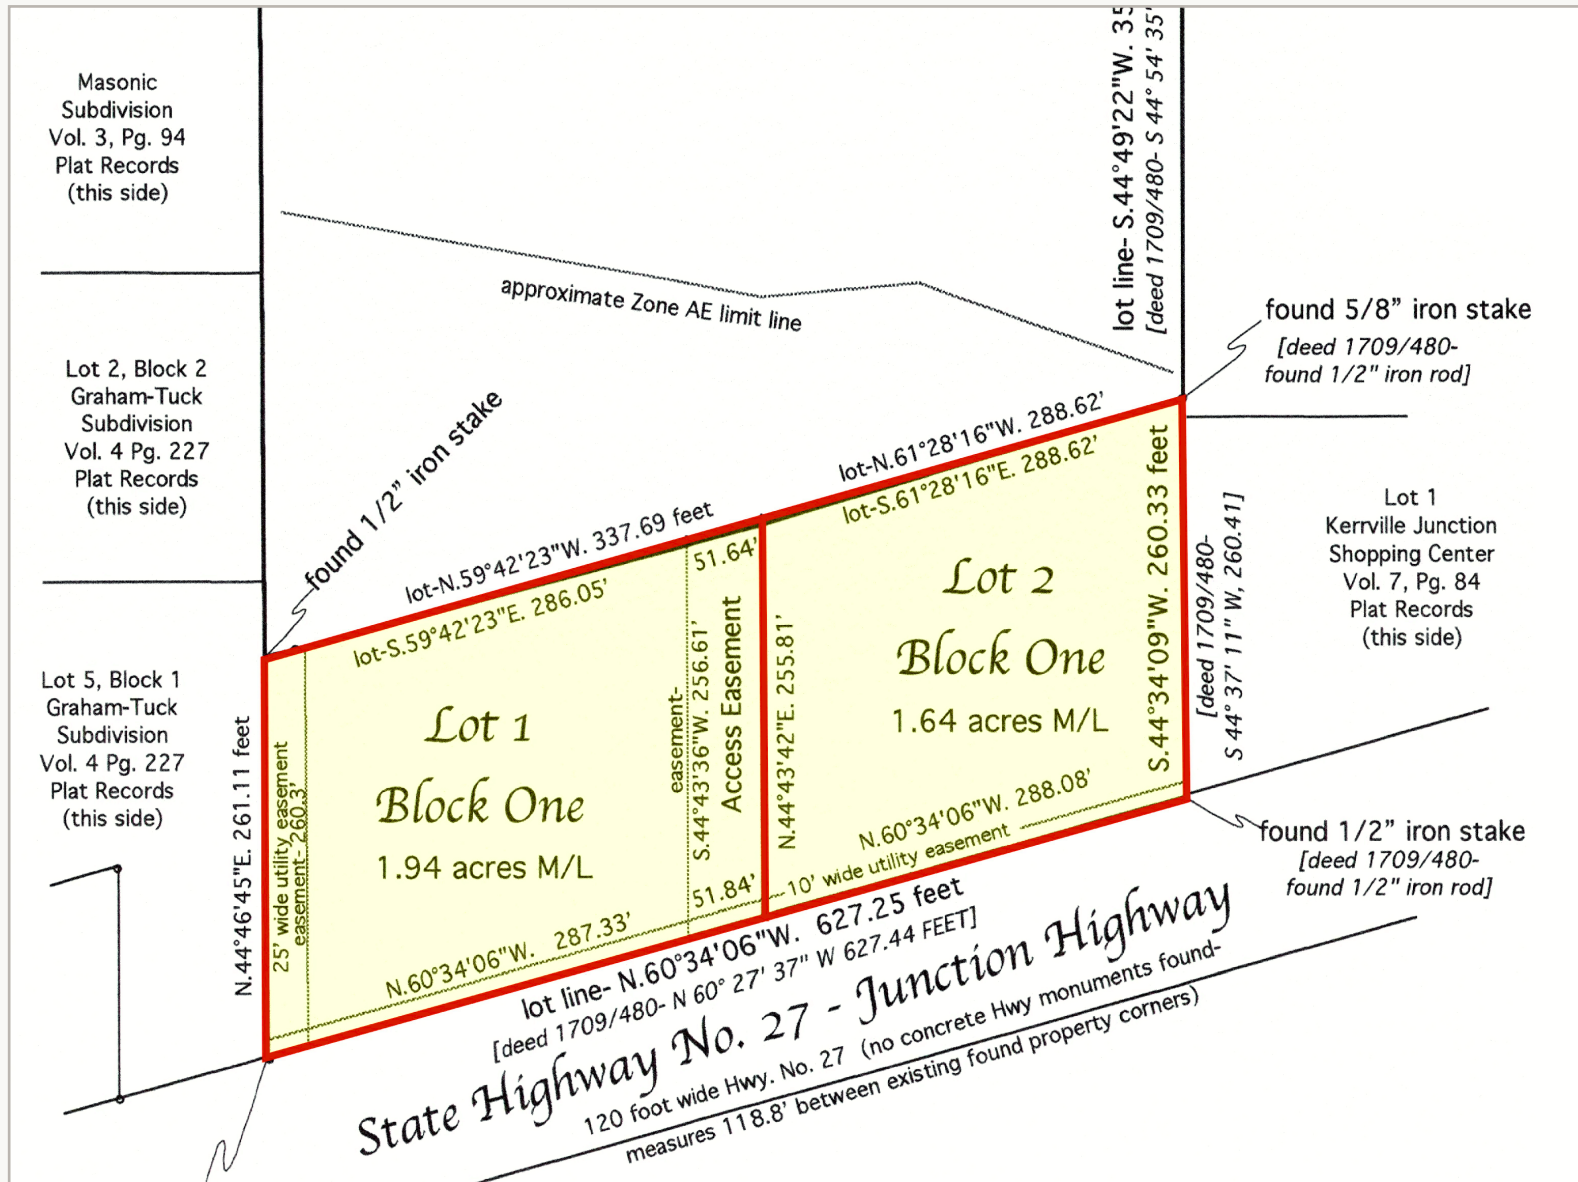 Masonic
Subdivision
Vol. 3, Pg. 94
Plat Records
(this side)
Lot 2, Block 2
Graham-Tuck
Subdivision
Vol. 4 Pg. 227
Plat Records
(this side)
Lot 5, Block 1
Graham-Tuck
Subdivision
Vol. 4 Pg. 227
Plat Records
(this side)
approximate Zone AE limit line
lot line- S.44°49'22"W. 35
[deed 1709/480- S 44° 54' 35'
found 5/8” iron stake
[deed 1709/480-
found 1/2" iron rod]
found 1/2” iron stake
lot-N.59°42'23"W. 337.69 feet
lot-S.59°42'23"E. 286.05'
51.64'
lot-N.61°28'16"W. 288.62'
lot-S.61°28'16"E. 288.62'
N.44°46'45"E. 261.11 feet
25' wide utility easement
easement- 260.3'
Lot 1
Block One
1.94 acres M/L
easement-
S.44°43'36"W. 256.61'
Access Easement
N.44°43'42"E. 255.81'
51.84'
N.60°34'06"W. 287.33'
Lot 2
Block One
1.64 acres M/L
N.60°34'06"W. 288.08'
10' wide utility easement
S.44°34'09"W. 260.33 feet
[deed 1709/480-
S 44° 37' 11" W, 260.41]
Lot 1
Kerrville Junction
Shopping Center
Vol. 7, Pg. 84
Plat Records
(this side)
found 1/2” iron stake
[deed 1709/480-
found 1/2" iron rod]
lot line- N.60°34'06"W. 627.25 feet
[deed 1709/480- N 60° 27' 37" W 627.44 FEET]
State Highway No. 27 - Junction Highway
120 foot wide Hwy. No. 27 (no concrete Hwy monuments found-
measures 118.8' between existing found property corners)